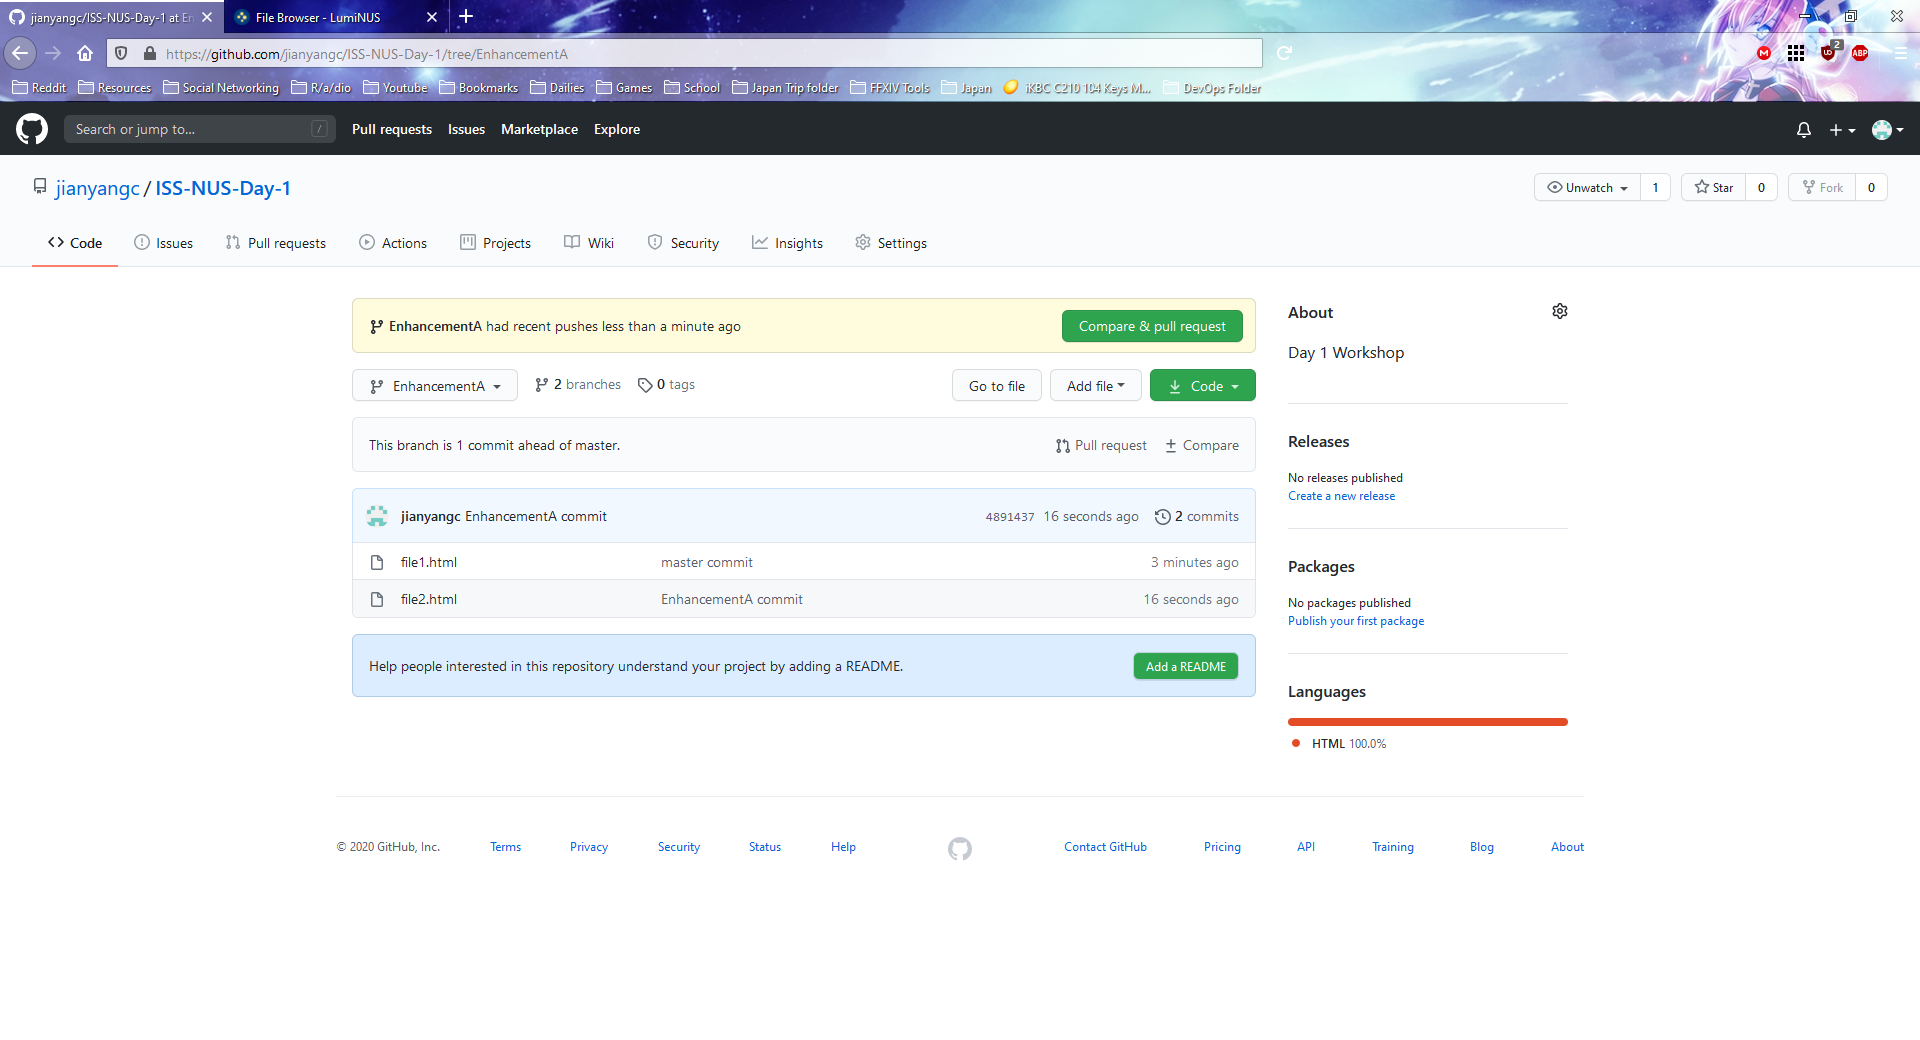 jianyangc/ISS-NUS-Day-1 at En
File Browser - LumiNUS
https://github.com/jianyangc/ISS-NUS-Day-1/tree/EnhancementA
M
UD
2
ABP
Reddit
Resources
Social Networking
R/a/dio
Youtube
Bookmarks
Dailies
Games
School
Japan Trip folder
FFXIV Tools
Japan
iKBC C210 104 Keys M...
DevOps Folder
Search or jump to...
/
Pull requests
Issues
Marketplace
Explore
jianyangc / ISS-NUS-Day-1
Unwatch
1
Star
0
Fork
0
Code
Issues
Pull requests
Actions
Projects
Wiki
Security
Insights
Settings
EnhancementA had recent pushes less than a minute ago
Compare & pull request
EnhancementA
2 branches
0 tags
Go to file
Add file
Code
This branch is 1 commit ahead of master.
Pull request
Compare
jianyangc EnhancementA commit
4891437 16 seconds ago
2 commits
file1.html
master commit
3 minutes ago
file2.html
EnhancementA commit
16 seconds ago
Help people interested in this repository understand your project by adding a README.
Add a README
About
Day 1 Workshop
Releases
No releases published
Create a new release
Packages
No packages published
Publish your first package
Languages
HTML 100.0%
© 2020 GitHub, Inc.
Terms
Privacy
Security
Status
Help
Contact GitHub
Pricing
API
Training
Blog
About